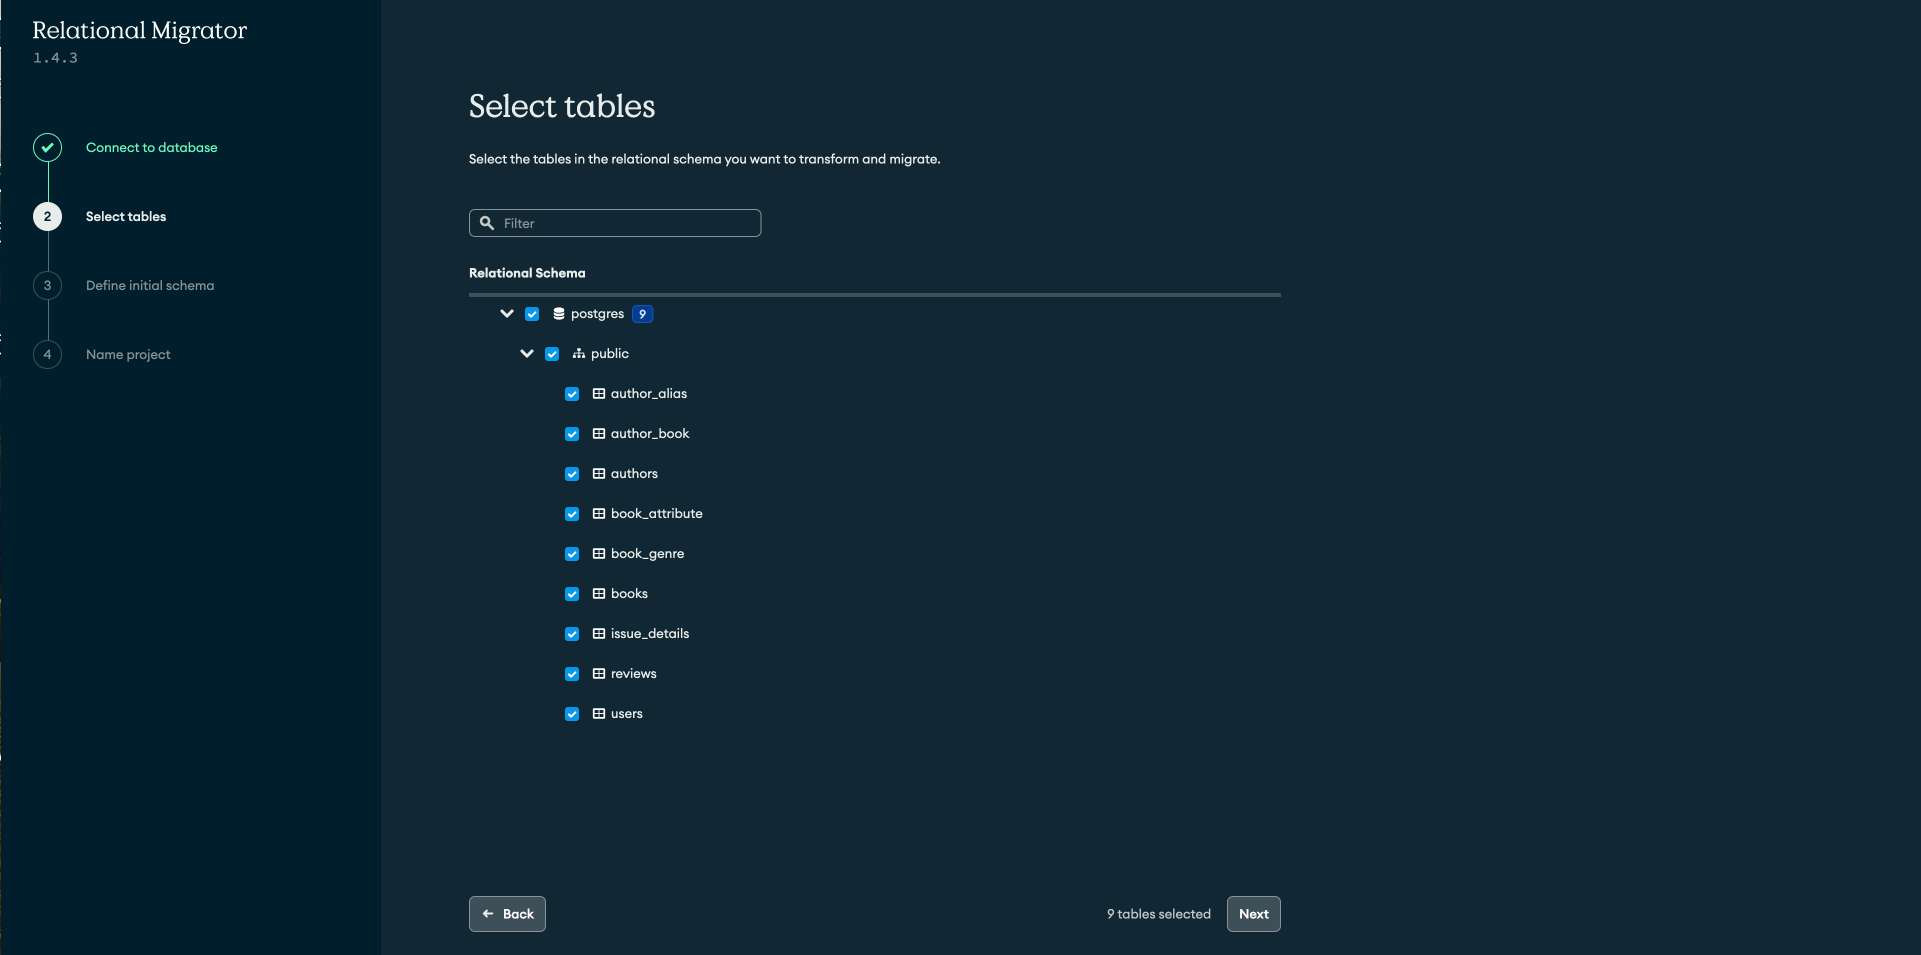 Relational Migrator
1.4.3
Connect to database
2 Select tables
3 Define initial schema
4 Name project
Select tables
Select the tables in the relational schema you want to transform and migrate.
Filter
Relational Schema
postgres 9
public
author_alias
author_book
authors
book_attribute
book_genre
books
issue_details
reviews
users
Back
9 tables selected
Next